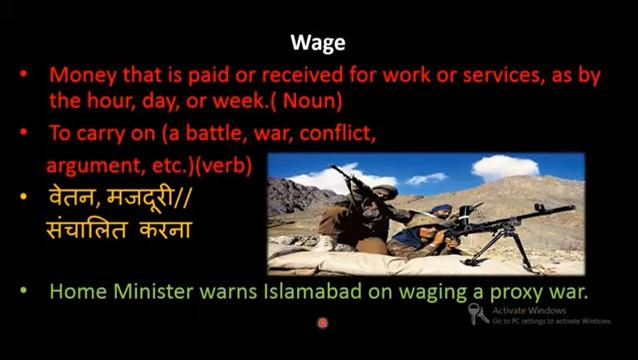 Wage
• Money that is paid or received for work or services, as by
the hour, day, or week.( Noun)
• To carry on (a battle, war, conflict,
argument, etc.)(verb)
• वेतन, मजदूरी//
संचालित करना
• Home Minister warns Islamabad on waging a proxy war.
Activate Windows
Go to PC settings to activate Windows.